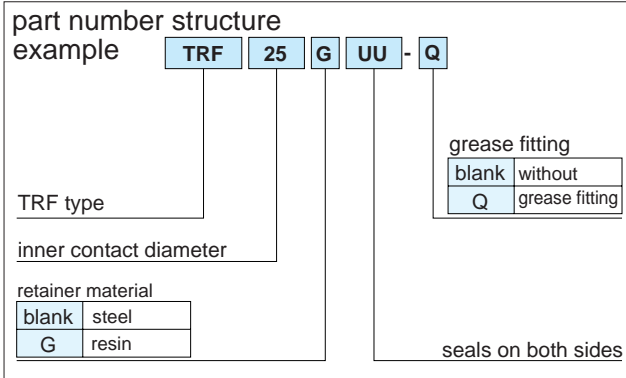 part number structure
example TRF 25 G UU - Q
grease fitting
blank without
Q grease fitting
TRF type
inner contact diameter
retainer material
blank steel
G resin
seals on both sides